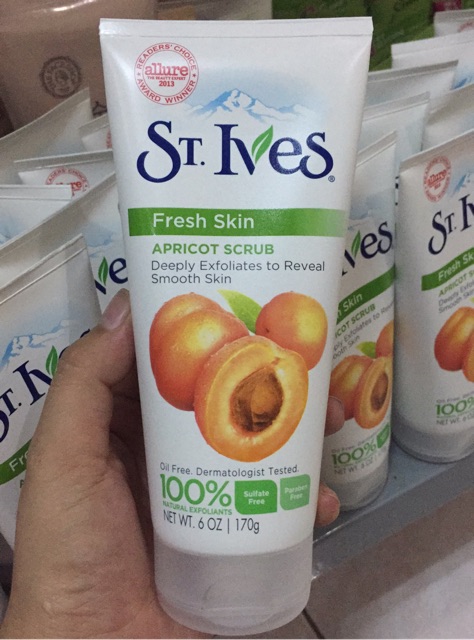 READERS' CHOICE
allure
THE BEAUTY EXPERT
2013
AWARD WINNER
ST. IVES®
Fresh Skin
APRICOT SCRUB
Deeply Exfoliates to Reveal
Smooth Skin
Oil Free. Dermatologist Tested.
100%
NATURAL EXFOLIANTS
Sulfate
Free
Paraben
Free
NET WT. 6 OZ | 170g